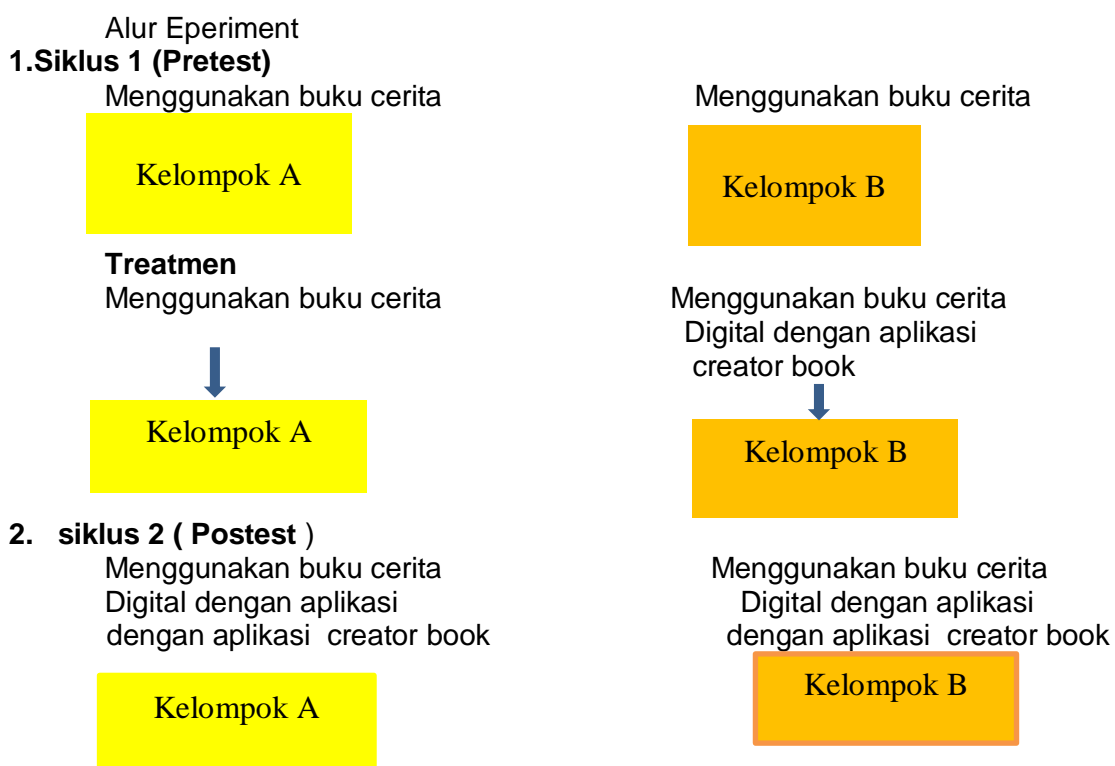 Alur Eperiment
1.Siklus 1 (Pretest)
Menggunakan buku cerita
Menggunakan buku cerita
Kelompok A
Kelompok B
Treatmen
Menggunakan buku cerita
Menggunakan buku cerita
Digital dengan aplikasi
creator book
Kelompok A
Kelompok B
2. siklus 2 ( Postest )
Menggunakan buku cerita
Digital dengan aplikasi
dengan aplikasi creator book
Menggunakan buku cerita
Digital dengan aplikasi
dengan aplikasi creator book
Kelompok A
Kelompok B